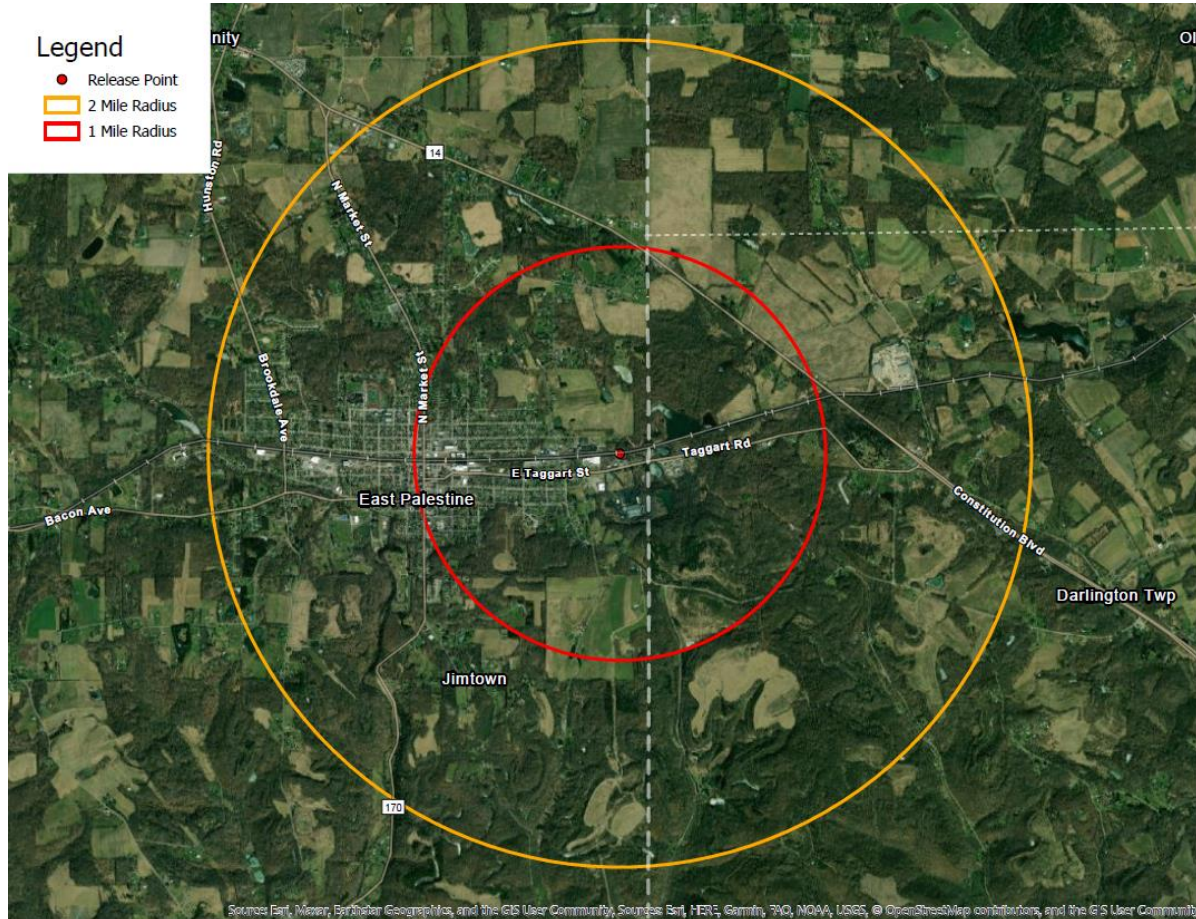 Legend
Release Point
2 Mile Radius
1 Mile Radius
nity
Ol
14
Hunston Rd
N Market St
Brookdale Ave
N Market St
Taggart Rd
E Taggart St
East Palestine
Bacon Ave
Constitution Blvd
Darlington Twp
Jimtown
170
Source: Esri, Maxar, Earthstar Geographics, and the GIS User Community, Sources: Esri, HERE, Garmin, FAO, NOAA, USGS, © OpenStreetMap contributors, and the GIS User Community